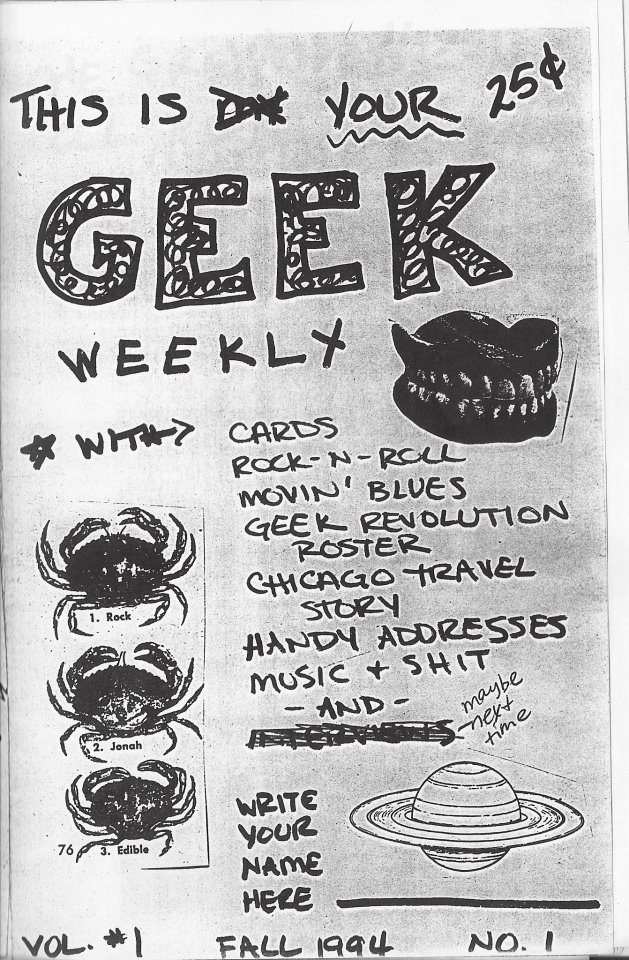 THIS IS YOUR 25¢
GEEK
WEEKLY
☆ WITH→
CARDS
ROCK-N-ROLL
MOVIN' BLUES
GEEK REVOLUTION
ROSTER
CHICAGO TRAVEL
STORY
HANDY ADDRESSES
MUSIC + SHIT
- AND -
INTERVIEWS
maybe
next
time
1. Rock
2. Jonah
76 3. Edible
WRITE
YOUR
NAME
HERE
VOL. #1 FALL 1994 NO. 1